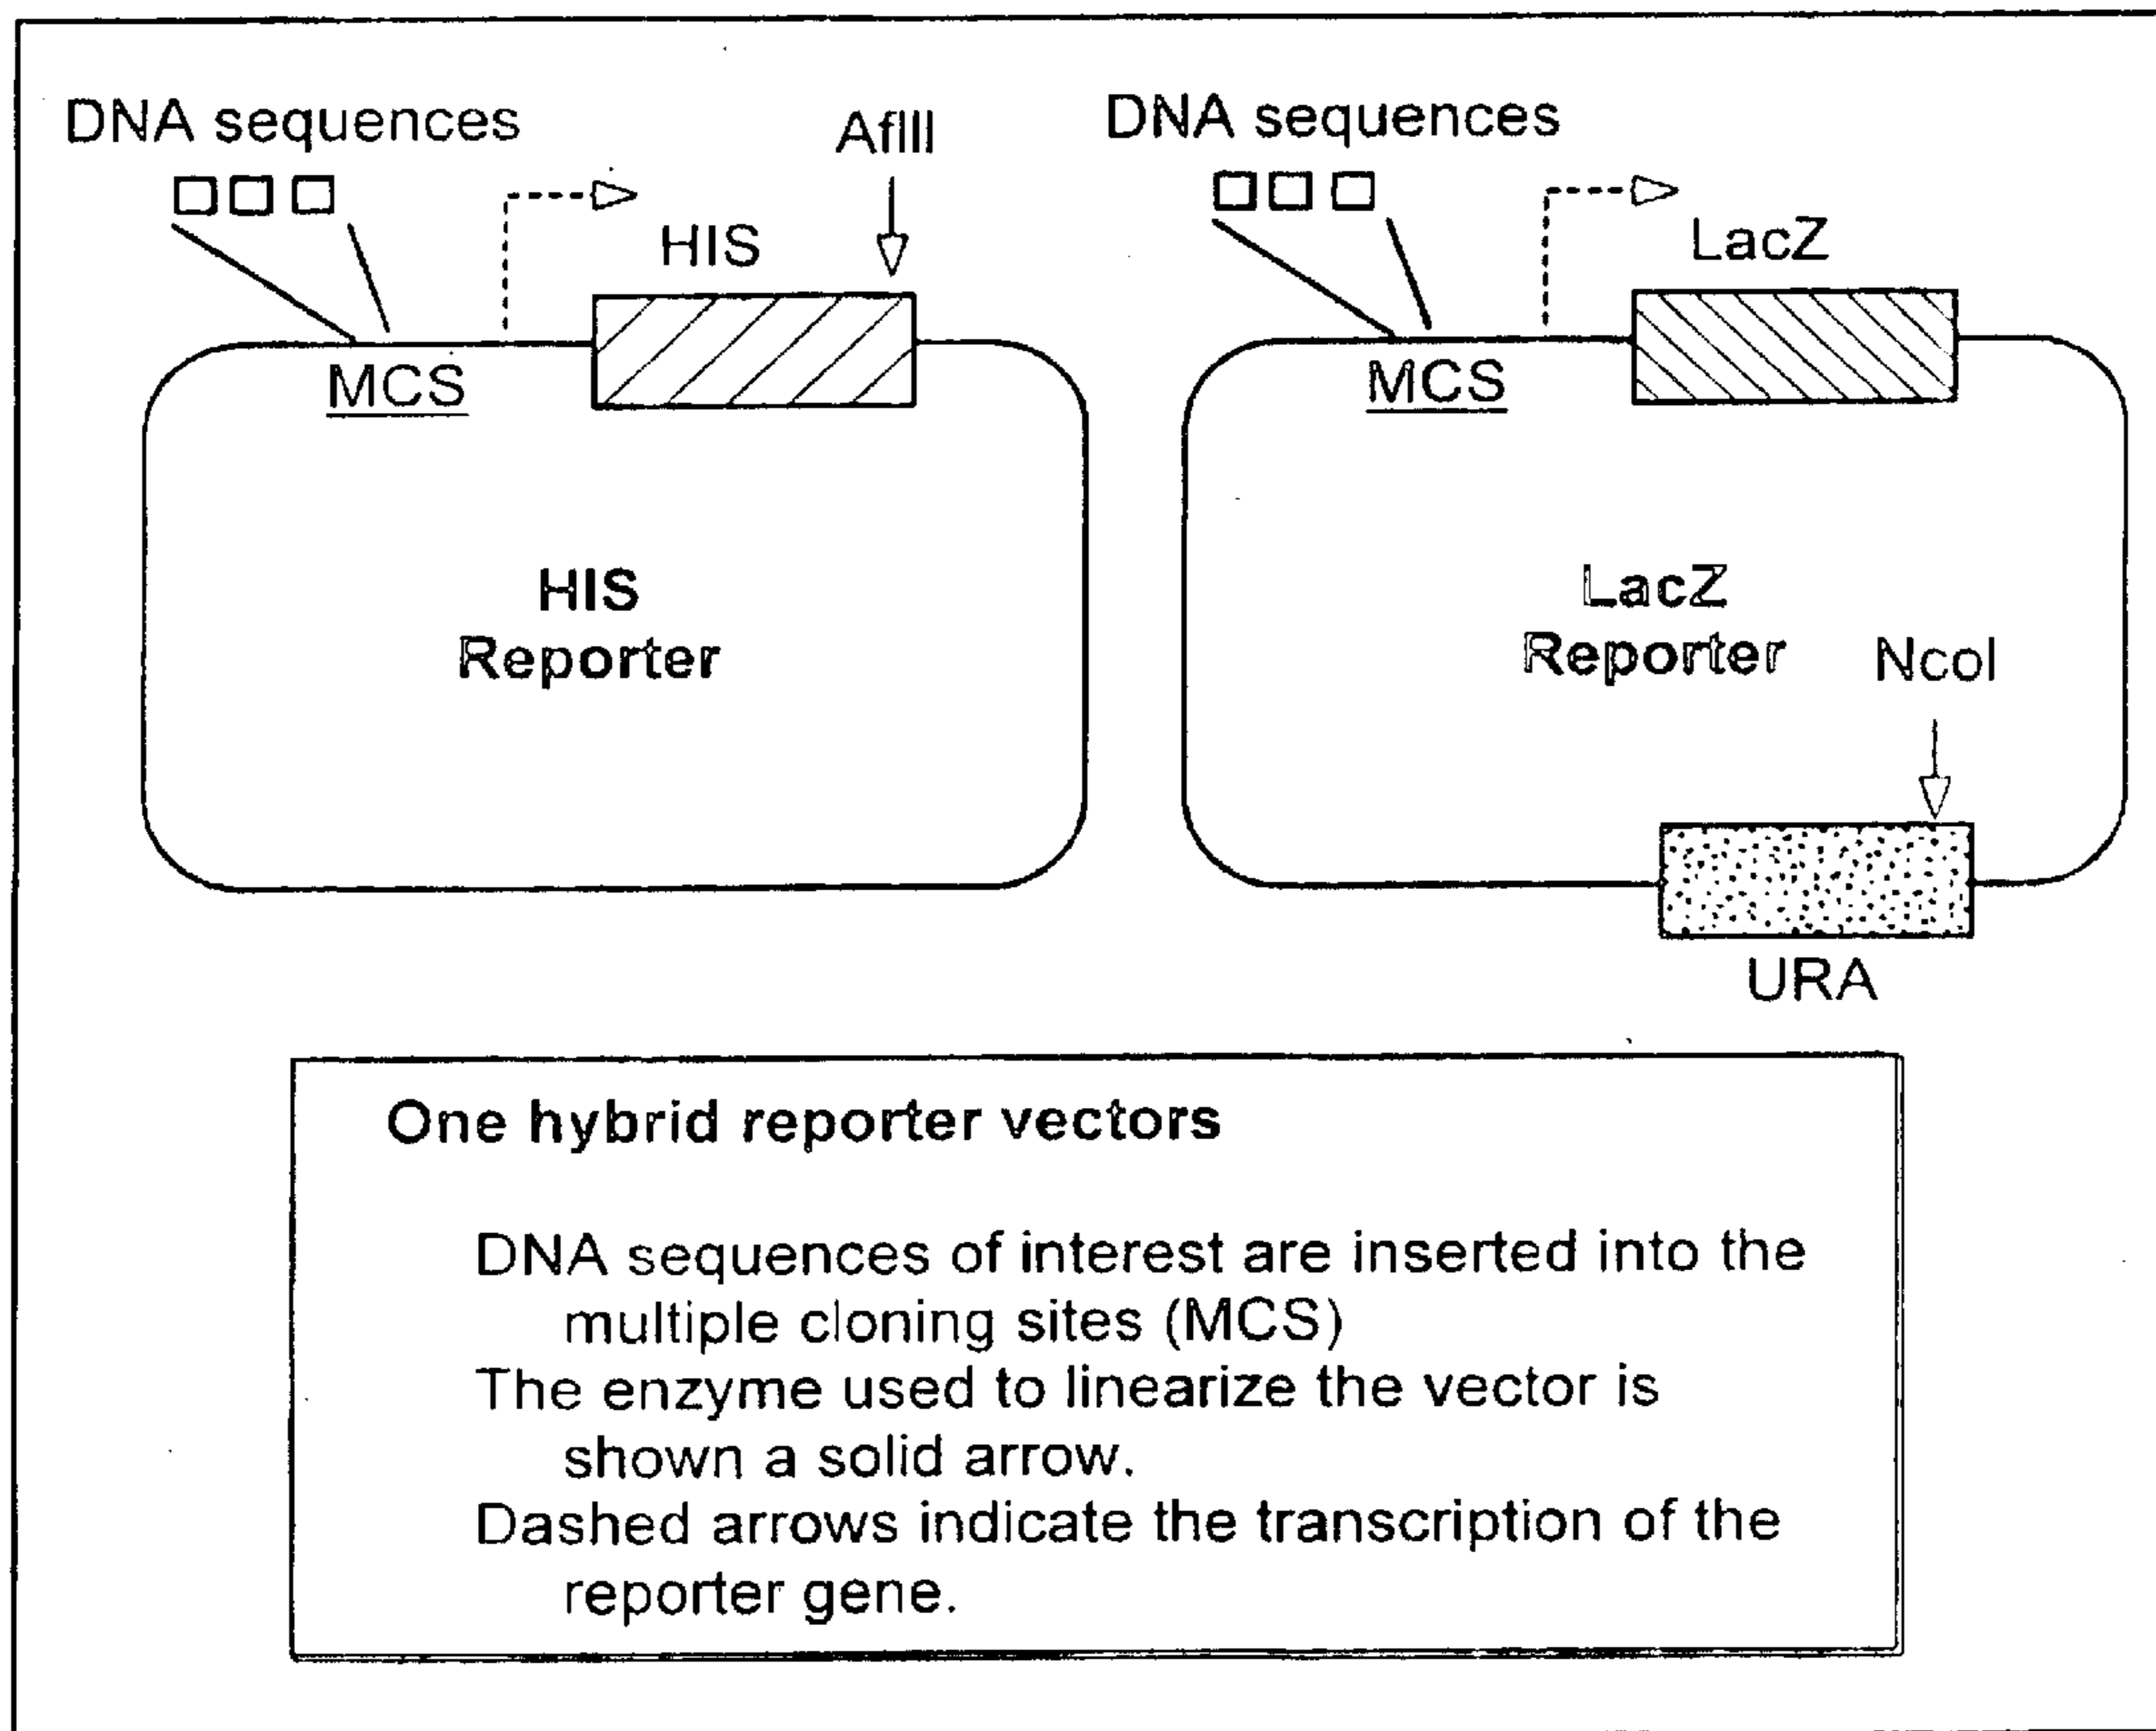 DNA sequences
AflII
HIS
MCS
HIS
Reporter
DNA sequences
LacZ
MCS
LacZ
Reporter
NcoI
URA
One hybrid reporter vectors
DNA sequences of interest are inserted into the
multiple cloning sites (MCS)
The enzyme used to linearize the vector is
shown a solid arrow.
Dashed arrows indicate the transcription of the
reporter gene.